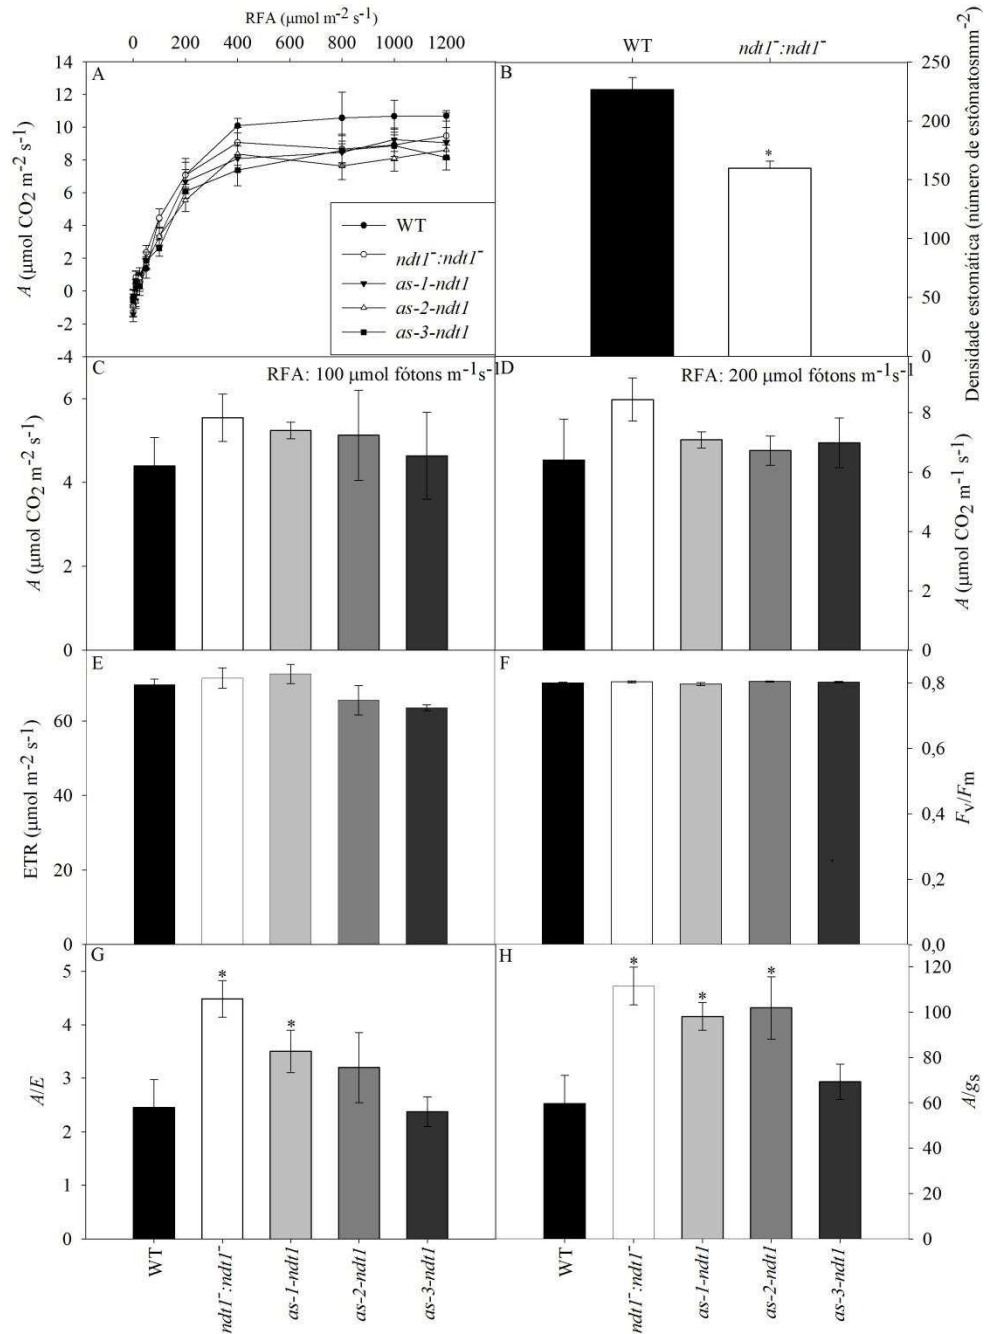 RFA (µmol m-2 s-1)
0 200 400 600 800 1000 1200
WT ndt1-:ndt1-
A
14
12
10
8
6
4
2
0
-2
-4
A (µmol CO2 m-2 s-1)
WT
ndt1-:ndt1-
as-1-ndt1
as-2-ndt1
as-3-ndt1
B
250
200
150
100
50
0
Densidade estomática (número de estômatosmm-2)
*
C
RFA: 100 µmol fótons m-1s-1
6
4
2
0
A (µmol CO2 m-2 s-1)
D
RFA: 200 µmol fótons m-1s-1
8
6
4
2
0
A (µmol CO2 m-1 s-1)
E
60
40
20
0
ETR (µmol m-2 s-1)
F
0,8
0,6
0,4
0,2
0,0
Fv/Fm
G
5
4
3
2
1
0
A/E
* *
H
120
100
80
60
40
20
0
A/gs
* * *
WT ndt1-:ndt1- as-1-ndt1 as-2-ndt1 as-3-ndt1
WT ndt1-:ndt1- as-1-ndt1 as-2-ndt1 as-3-ndt1